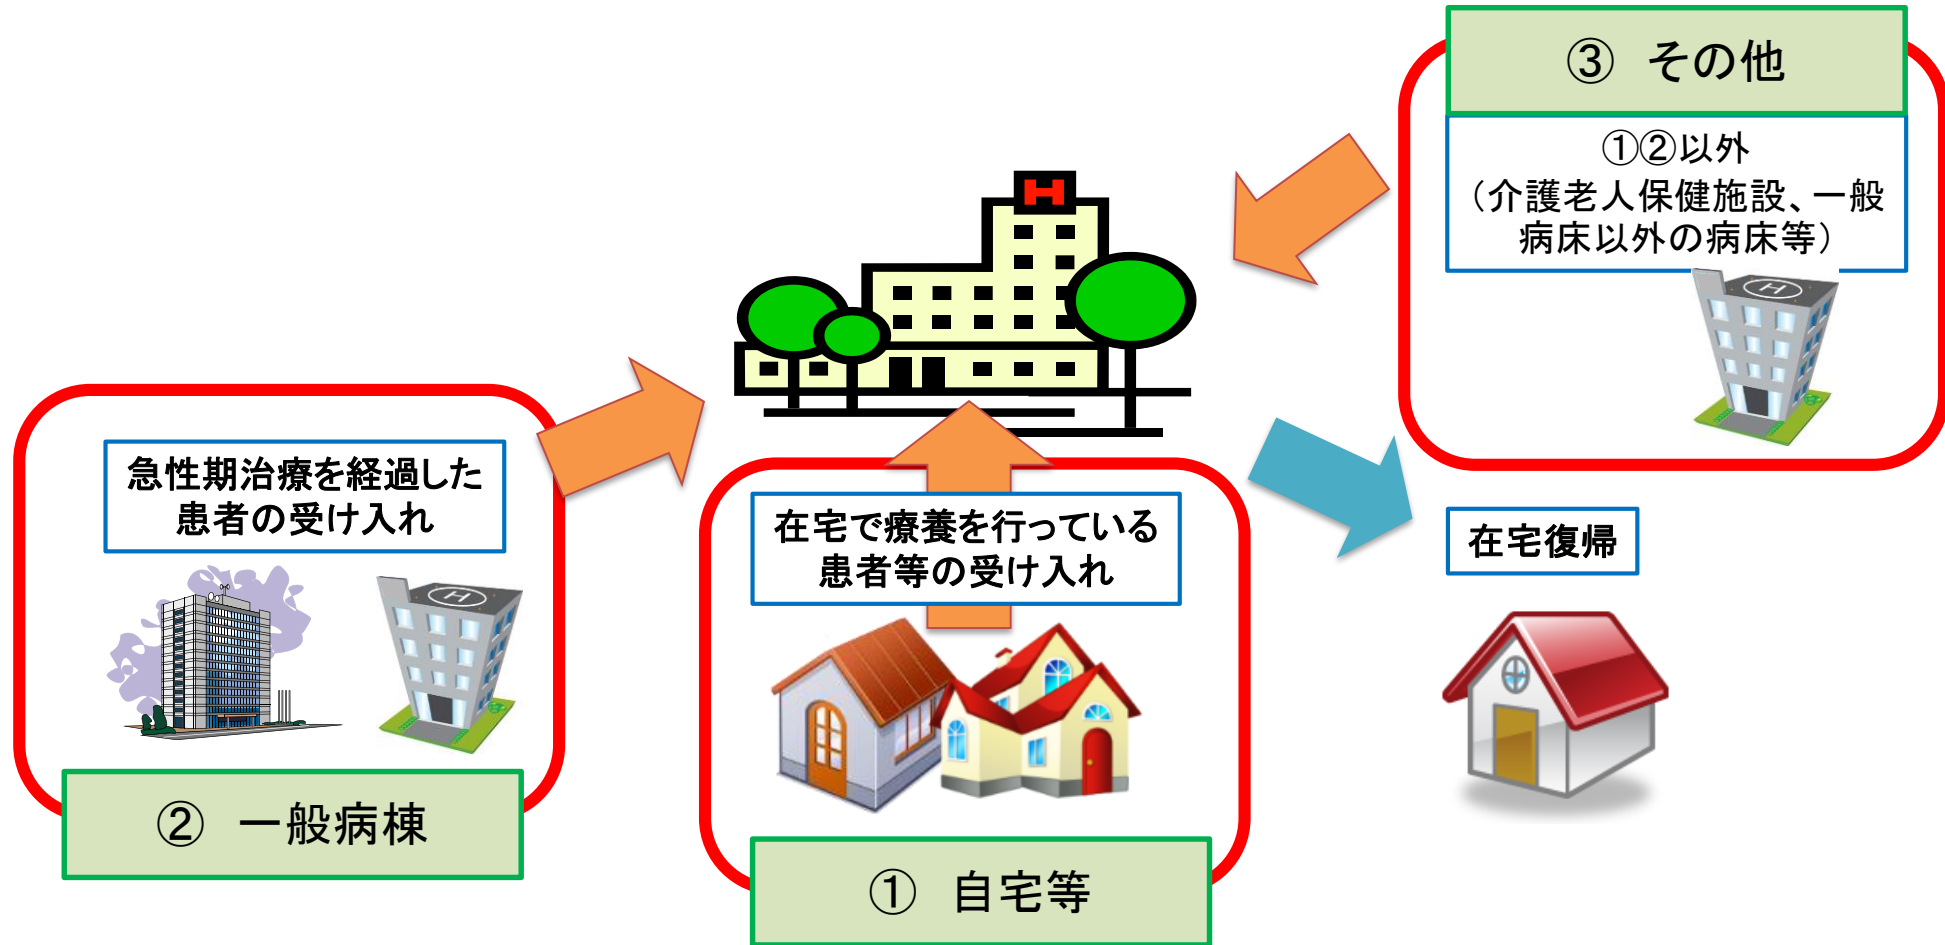 ③ その他
①②以外
（介護老人保健施設、一般
病床以外の病床等）
H
H
急性期治療を経過した
患者の受け入れ
H
② 一般病棟
在宅で療養を行っている
患者等の受け入れ
① 自宅等
在宅復帰